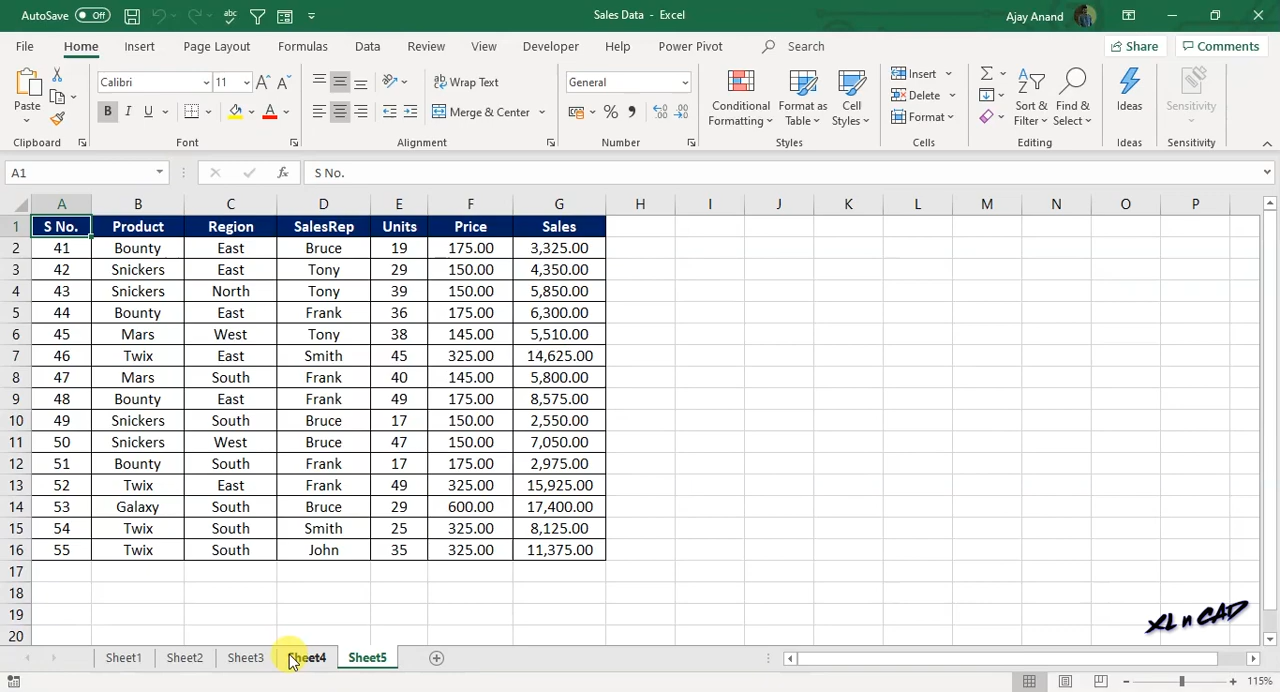 AutoSave Off abc Sales Data - Excel Ajay Anand
File Home Insert Page Layout Formulas Data Review View Developer Help Power Pivot Search Share Comments
Paste Calibri 11 A A Wrap Text General Conditional Formatting Format as Table Cell Styles Insert Sort & Filter Find & Select Ideas Sensitivity
B I U A Merge & Center % , Delete
Format
Clipboard Font Alignment Number Styles Cells Editing Ideas Sensitivity
A1 fx S No.
A B C D E F G H I J K L M N O P
1 S No. Product Region SalesRep Units Price Sales
2 41 Bounty East Bruce 19 175.00 3,325.00
3 42 Snickers East Tony 29 150.00 4,350.00
4 43 Snickers North Tony 39 150.00 5,850.00
5 44 Bounty East Frank 36 175.00 6,300.00
6 45 Mars West Tony 38 145.00 5,510.00
7 46 Twix East Smith 45 325.00 14,625.00
8 47 Mars South Frank 40 145.00 5,800.00
9 48 Bounty East Frank 49 175.00 8,575.00
10 49 Snickers South Bruce 17 150.00 2,550.00
11 50 Snickers West Bruce 47 150.00 7,050.00
12 51 Bounty South Frank 17 175.00 2,975.00
13 52 Twix East Frank 49 325.00 15,925.00
14 53 Galaxy South Bruce 29 600.00 17,400.00
15 54 Twix South Smith 25 325.00 8,125.00
16 55 Twix South John 35 325.00 11,375.00
17
18
19
XL n CAD
20
Sheet1 Sheet2 Sheet3 Sheet4 Sheet5
115%